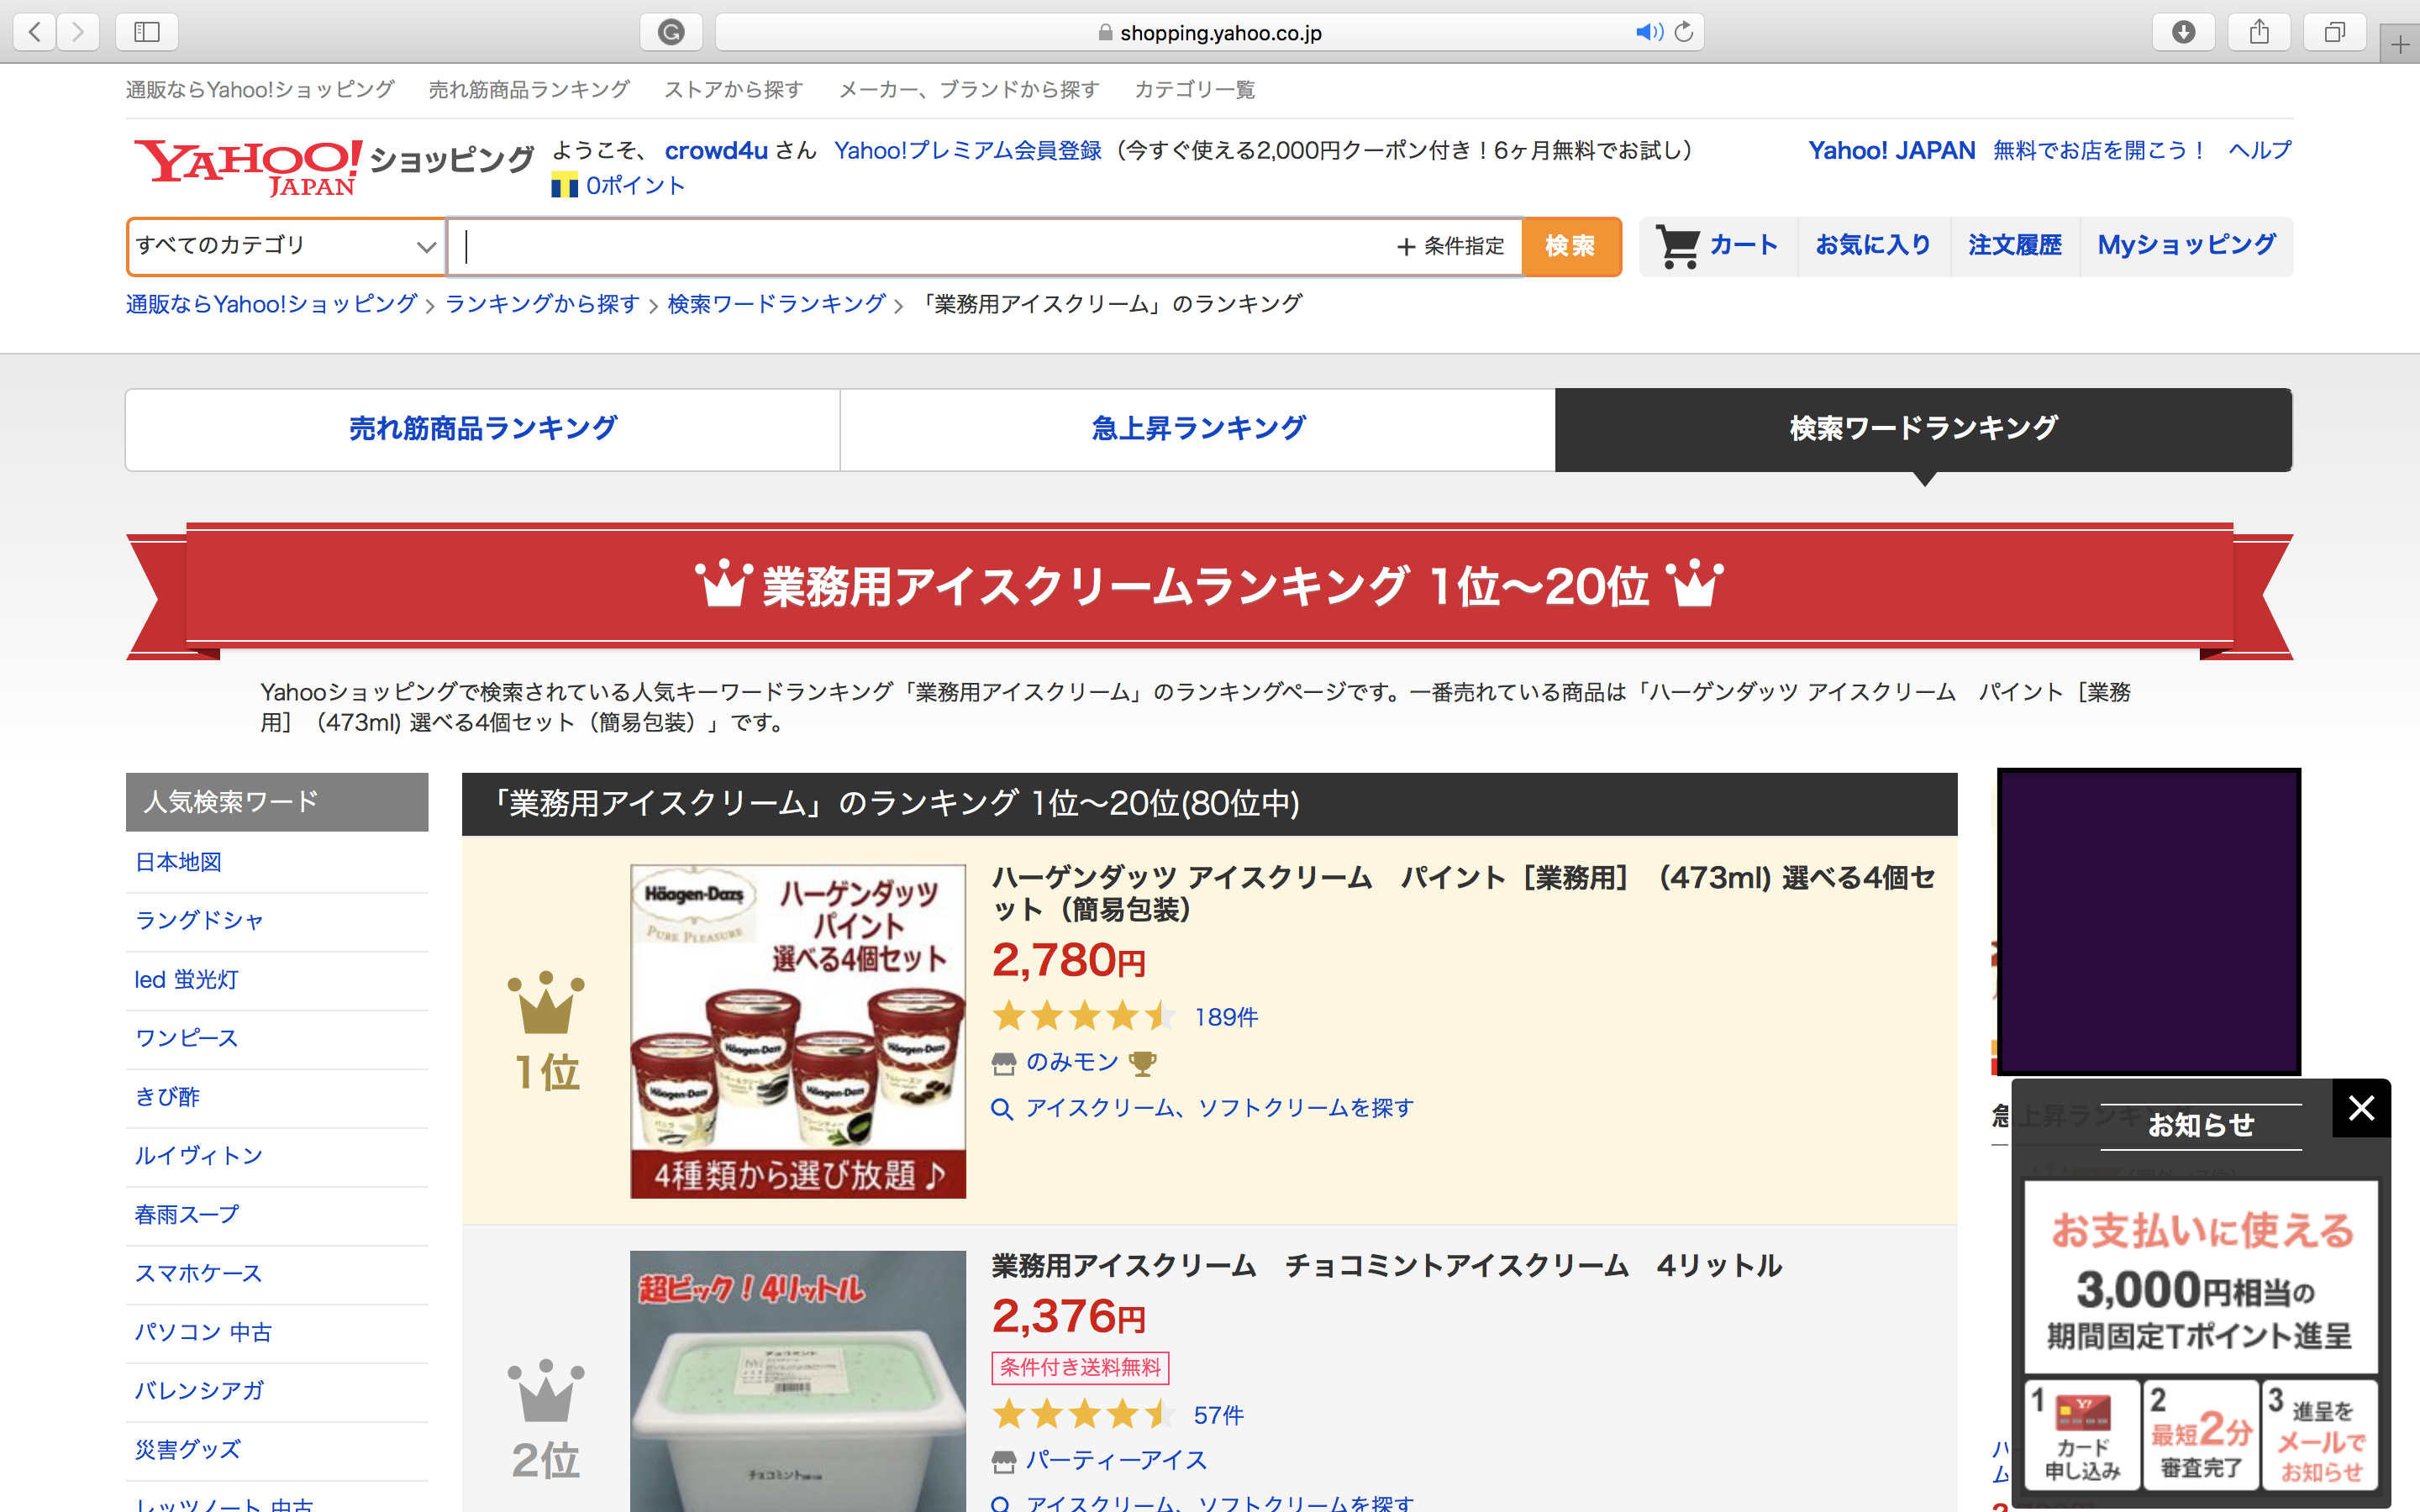 shopping.yahoo.co.jp
通販ならYahoo!ショッピング 売れ筋商品ランキング ストアから探す メーカー、ブランドから探す カテゴリ一覧
YAHOO! JAPAN ショッピング
ようこそ、 crowd4u さん Yahoo!プレミアム会員登録 (今すぐ使える2,000円クーポン付き!6ヶ月無料でお試し)
Yahoo! JAPAN 無料でお店を開こう! ヘルプ
0ポイント
すべてのカテゴリ
+ 条件指定 検索 カート お気に入り 注文履歴 Myショッピング
通販ならYahoo!ショッピング > ランキングから探す > 検索ワードランキング > 「業務用アイスクリーム」のランキング
売れ筋商品ランキング 急上昇ランキング 検索ワードランキング
業務用アイスクリームランキング 1位〜20位
Yahooショッピングで検索されている人気キーワードランキング「業務用アイスクリーム」のランキングページです。一番売れている商品は「ハーゲンダッツ アイスクリーム パイント[業務
用](473ml) 選べる4個セット(簡易包装)」です。
人気検索ワード
日本地図
ラングドシャ
led 蛍光灯
ワンピース
きび酢
ルイヴィトン
春雨スープ
スマホケース
パソコン 中古
バレンシアガ
災害グッズ
レッツノート 中古
「業務用アイスクリーム」のランキング 1位〜20位(80位中)
1位
Häagen-Dazs
PURE PLEASURE
ハーゲンダッツ
パイント
選べる4個セット
Häagen-Dazs
Häagen-Dazs
Häagen-Dazs
Häagen-Dazs
4種類から選び放題♪
ハーゲンダッツ アイスクリーム パイント[業務用](473ml) 選べる4個セ
ット(簡易包装)
2,780円
189件
のみモン
アイスクリーム、ソフトクリームを探す
2位
超ビック!4リットル
チョコミント
チョコミント
業務用アイスクリーム チョコミントアイスクリーム 4リットル
2,376円
条件付き送料無料
57件
パーティーアイス
アイスクリーム、ソフトクリームを探す
急上昇ランキング
お知らせ
お支払いに使える
3,000円相当の
期間固定Tポイント進呈
1 カード
申し込み
2 最短2分
審査完了
3 進呈を
メールで
お知らせ
ハ
ム